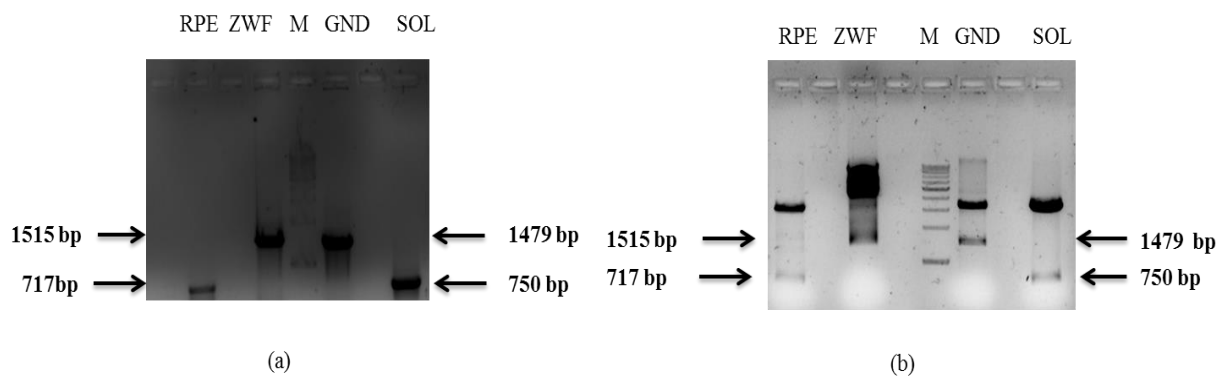 RPE ZWF M GND SOL
1515 bp
717bp
1479 bp
750 bp
(a)
RPE ZWF M GND SOL
1515 bp
717 bp
1479 bp
750 bp
(b)